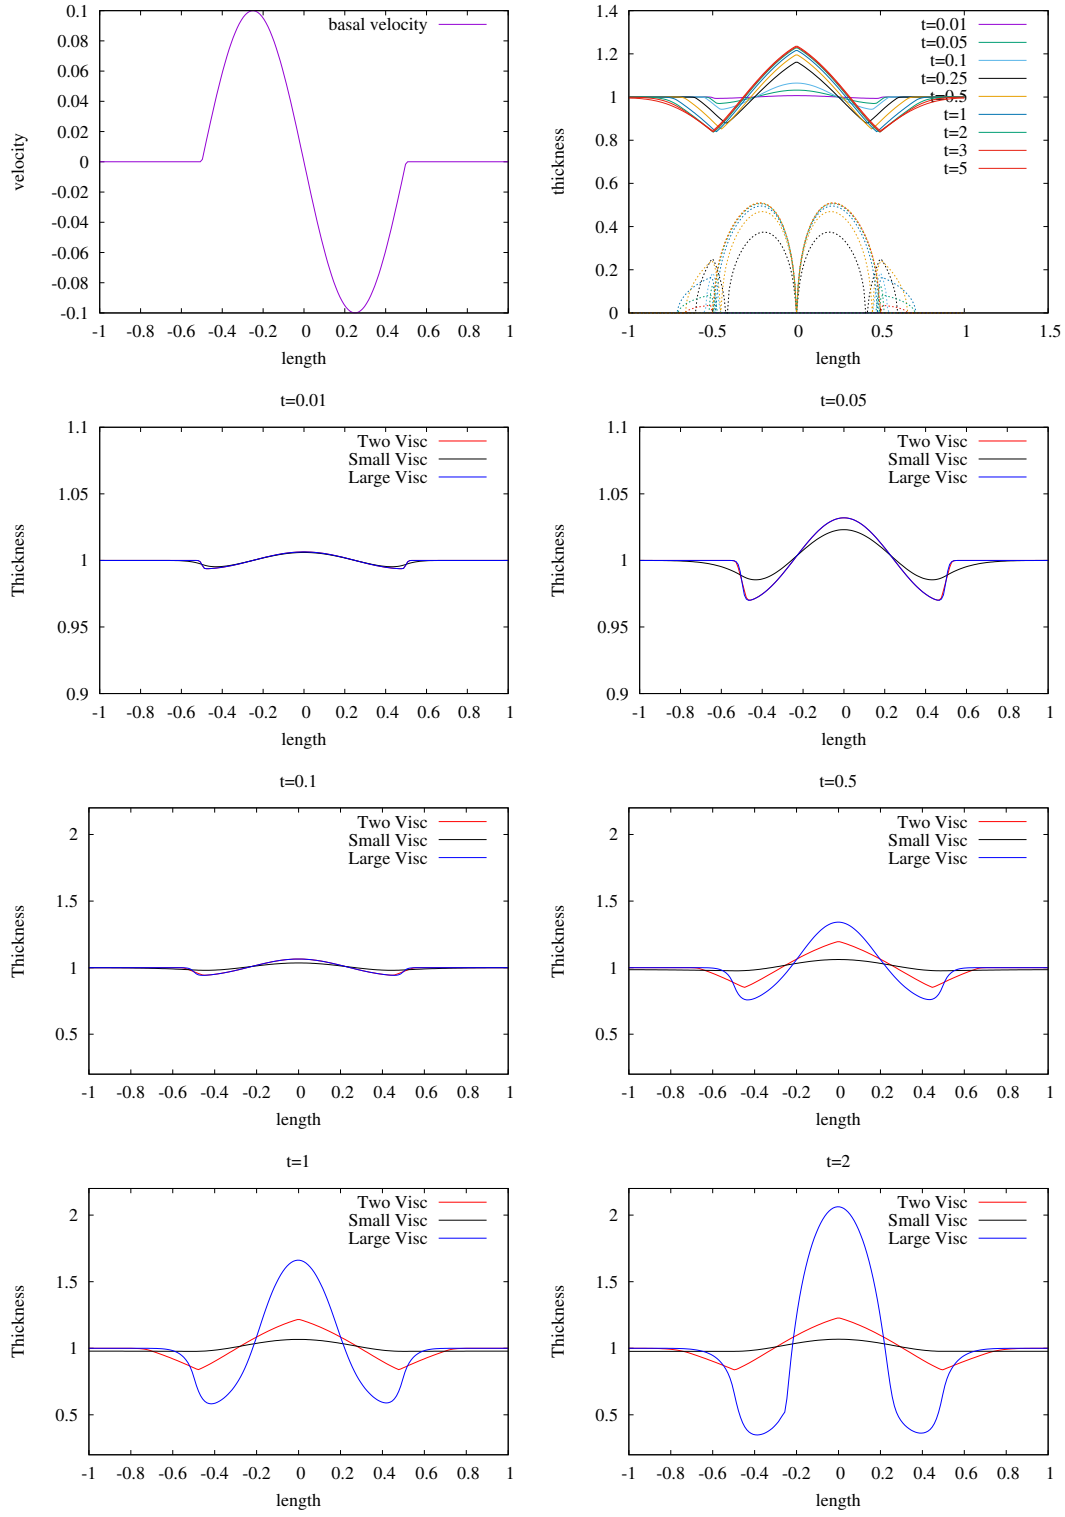 basal velocity
0.1
0.08
0.06
0.04
0.02
0
-0.02
-0.04
-0.06
-0.08
-0.1
velocity
-1 -0.8 -0.6 -0.4 -0.2 0 0.2 0.4 0.6 0.8 1
length
t=0.01
t=0.05
t=0.1
t=0.25
t=0.5
t=1
t=2
t=3
t=5
1.4
1.2
1
0.8
0.6
0.4
0.2
0
thickness
-1 -0.5 0 0.5 1 1.5
length
t=0.01
Two Visc
Small Visc
Large Visc
1.1
1.05
1
0.95
0.9
Thickness
-1 -0.8 -0.6 -0.4 -0.2 0 0.2 0.4 0.6 0.8 1
length
t=0.05
Two Visc
Small Visc
Large Visc
1.1
1.05
1
0.95
0.9
Thickness
-1 -0.8 -0.6 -0.4 -0.2 0 0.2 0.4 0.6 0.8 1
length
t=0.1
Two Visc
Small Visc
Large Visc
2
1.5
1
0.5
Thickness
-1 -0.8 -0.6 -0.4 -0.2 0 0.2 0.4 0.6 0.8 1
length
t=0.5
Two Visc
Small Visc
Large Visc
2
1.5
1
0.5
Thickness
-1 -0.8 -0.6 -0.4 -0.2 0 0.2 0.4 0.6 0.8 1
length
t=1
Two Visc
Small Visc
Large Visc
2
1.5
1
0.5
Thickness
-1 -0.8 -0.6 -0.4 -0.2 0 0.2 0.4 0.6 0.8 1
length
t=2
Two Visc
Small Visc
Large Visc
2
1.5
1
0.5
Thickness
-1 -0.8 -0.6 -0.4 -0.2 0 0.2 0.4 0.6 0.8 1
length